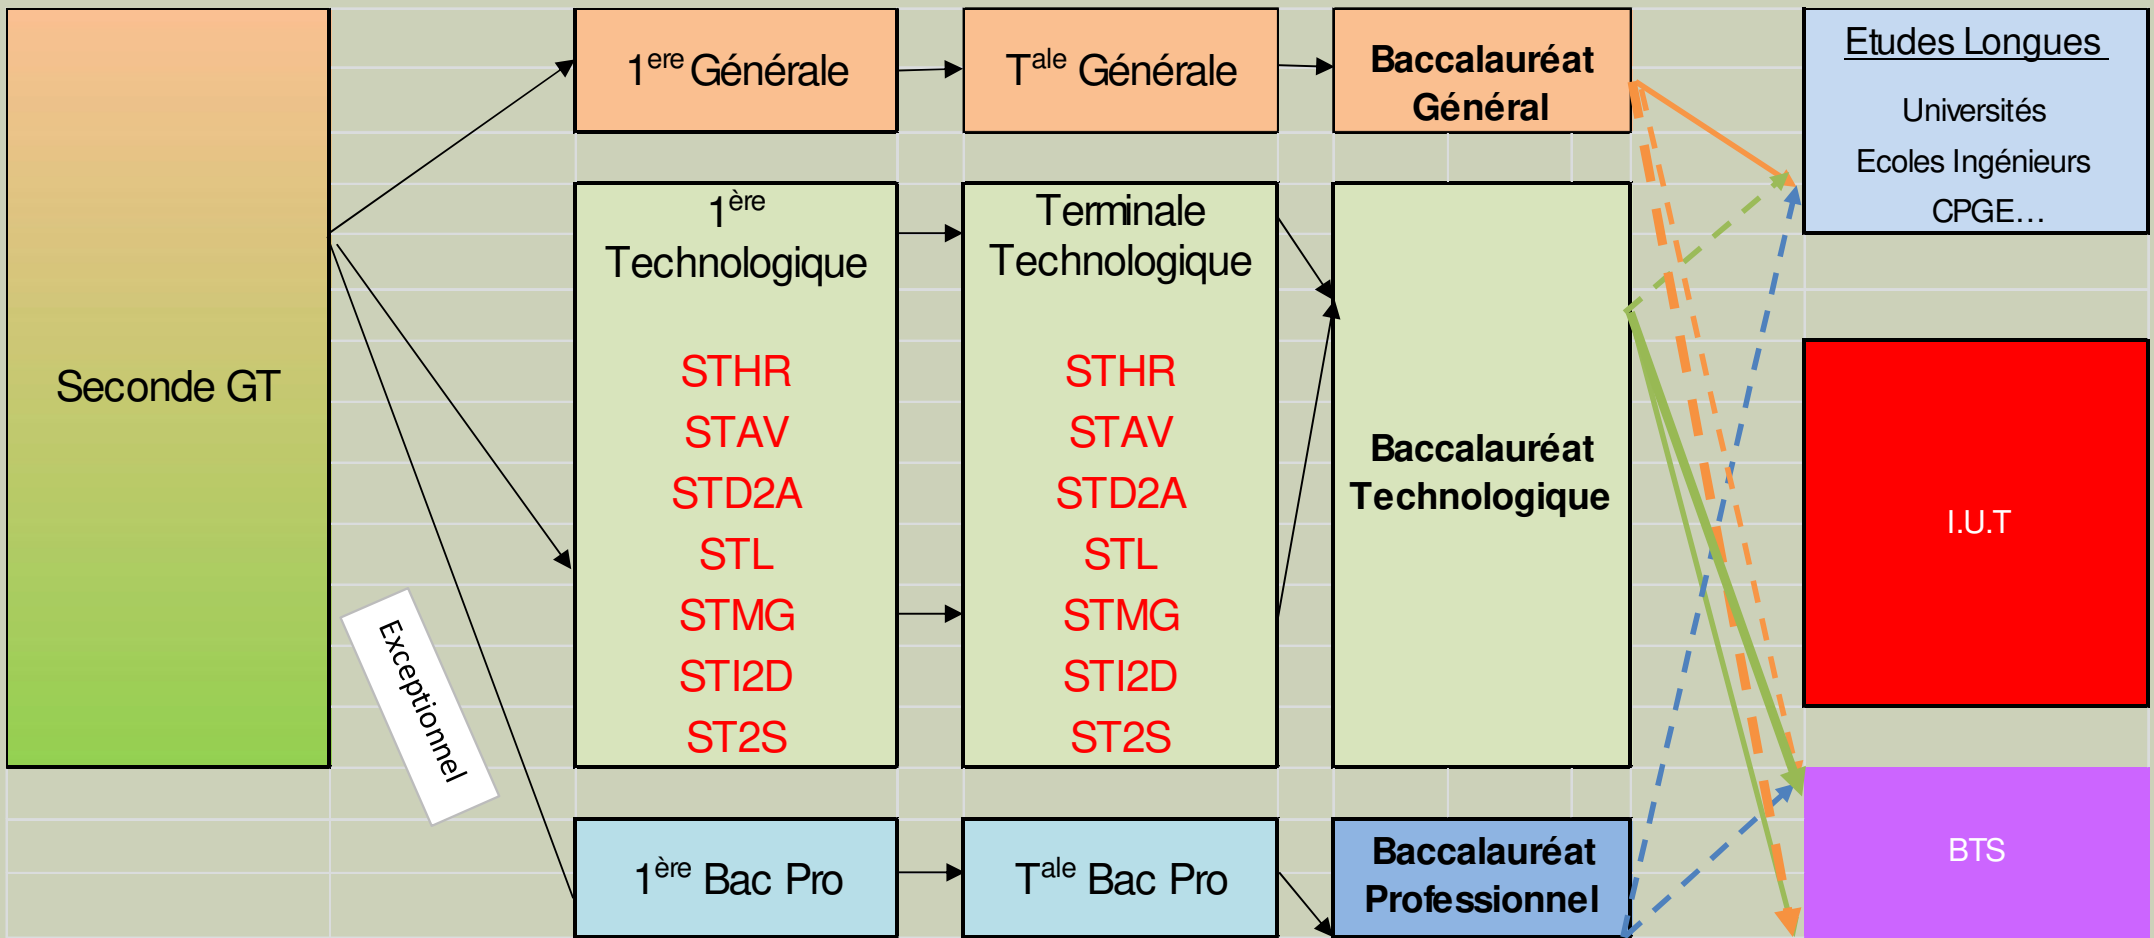 Seconde GT
Exceptionnel
1ere Générale
Tale Générale
Baccalauréat
Général
Etudes Longues
Universités
Ecoles Ingénieurs
CPGE…
1ère
Technologique
STHR
STAV
STD2A
STL
STMG
STI2D
ST2S
Terminale
Technologique
STHR
STAV
STD2A
STL
STMG
STI2D
ST2S
Baccalauréat
Technologique
I.U.T
1ère Bac Pro
Tale Bac Pro
Baccalauréat
Professionnel
BTS